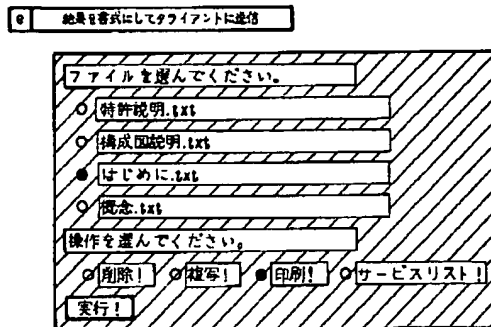 e 結果を書式にしてクライアントに送信
ファイルを選んでください。
○ 特許説明.txt
○ 構成図説明.txt
● はじめに.txt
○概念.txt
操作を選んでください。
○削除! ○複写! ●印刷! ○サービスリスト!
実行!